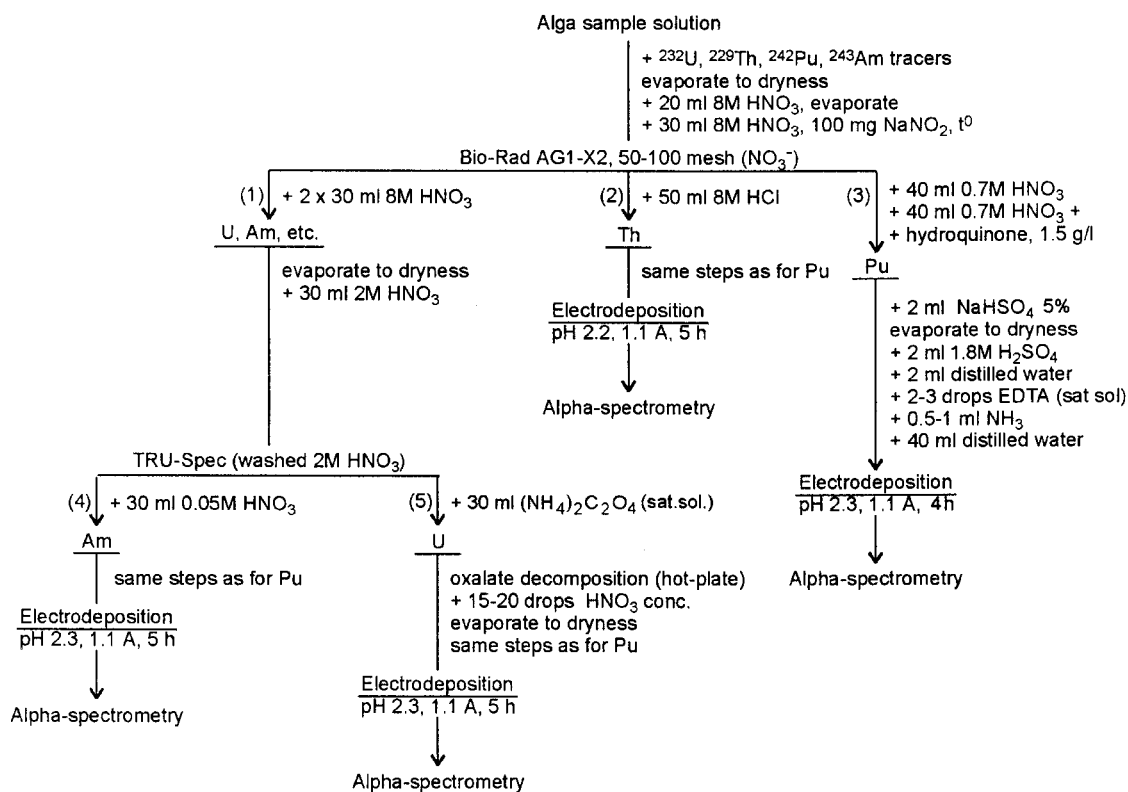 Alga sample solution
+ ²³²U, ²²⁹Th, ²⁴²Pu, ²⁴³Am tracers
evaporate to dryness
+ 20 ml 8M HNO₃, evaporate
+ 30 ml 8M HNO₃, 100 mg NaNO₂, t⁰
Bio-Rad AG1-X2, 50-100 mesh (NO₃⁻)
(1) + 2 x 30 ml 8M HNO₃
U, Am, etc.
evaporate to dryness
+ 30 ml 2M HNO₃
(2) + 50 ml 8M HCl
Th
same steps as for Pu
Electrodeposition
pH 2.2, 1.1 A, 5 h
Alpha-spectrometry
(3) + 40 ml 0.7M HNO₃
+ 40 ml 0.7M HNO₃ +
+ hydroquinone, 1.5 g/l
Pu
+ 2 ml NaHSO₄ 5%
evaporate to dryness
+ 2 ml 1.8M H₂SO₄
+ 2 ml distilled water
+ 2-3 drops EDTA (sat sol)
+ 0.5-1 ml NH₃
+ 40 ml distilled water
Electrodeposition
pH 2.3, 1.1 A, 4 h
Alpha-spectrometry
TRU-Spec (washed 2M HNO₃)
(4) + 30 ml 0.05M HNO₃
Am
same steps as for Pu
Electrodeposition
pH 2.3, 1.1 A, 5 h
Alpha-spectrometry
(5) + 30 ml (NH₄)₂C₂O₄ (sat.sol.)
U
oxalate decomposition (hot-plate)
+ 15-20 drops HNO₃ conc.
evaporate to dryness
same steps as for Pu
Electrodeposition
pH 2.3, 1.1 A, 5 h
Alpha-spectrometry